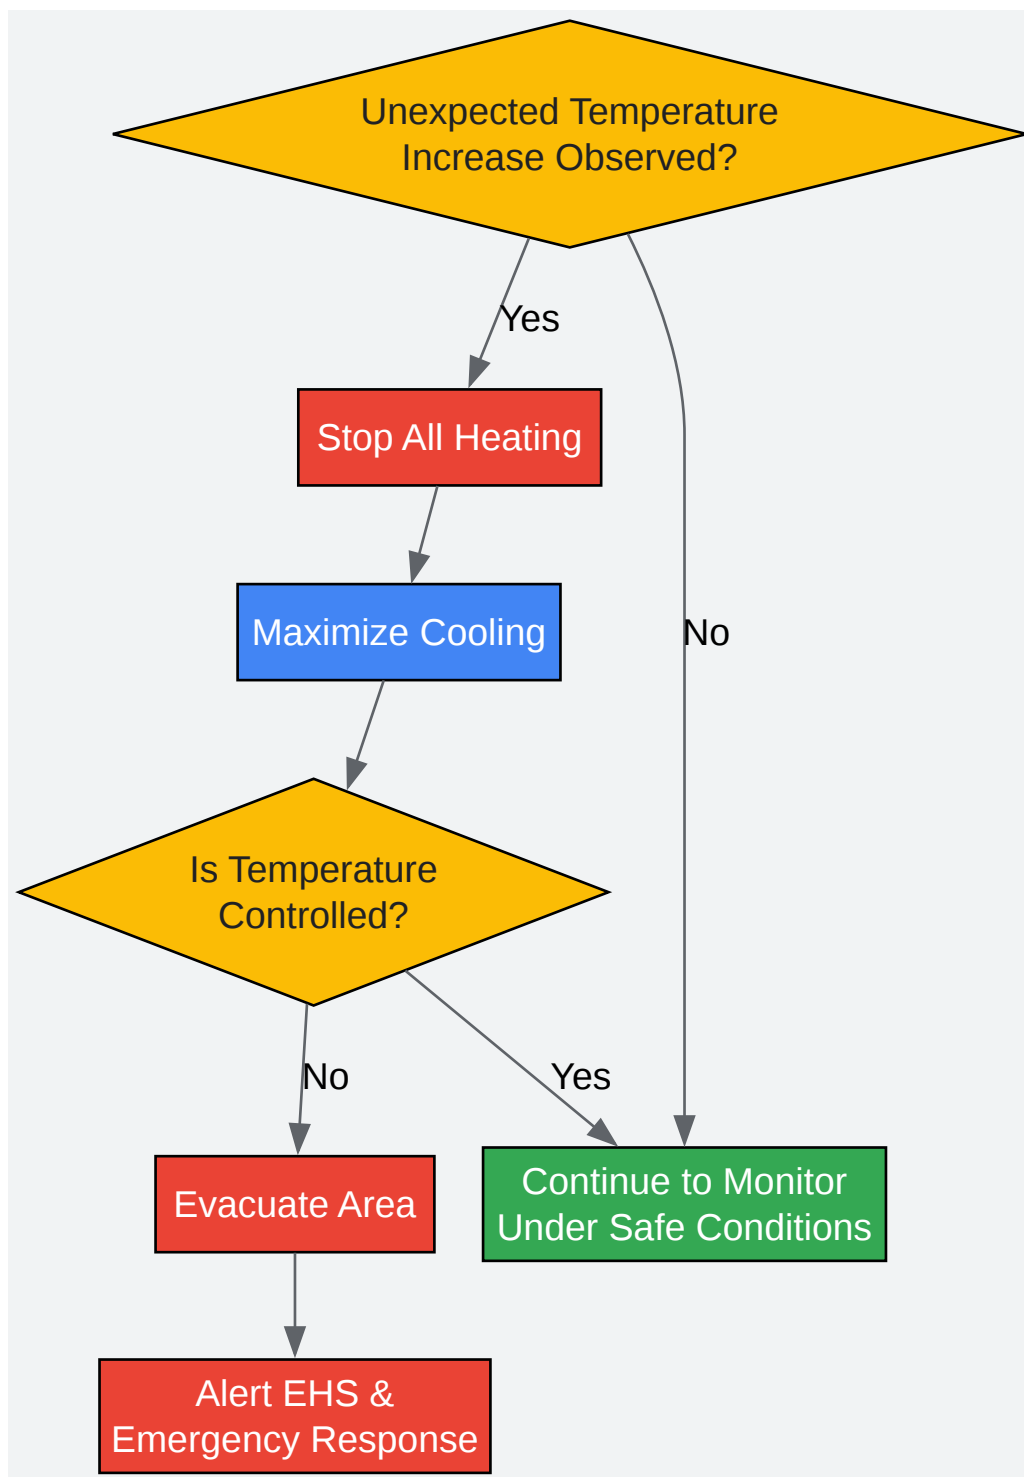 Unexpected Temperature
Increase Observed?
Yes
Stop All Heating
Maximize Cooling
No
Is Temperature
Controlled?
No
Yes
Evacuate Area
Continue to Monitor
Under Safe Conditions
Alert EHS &
Emergency Response